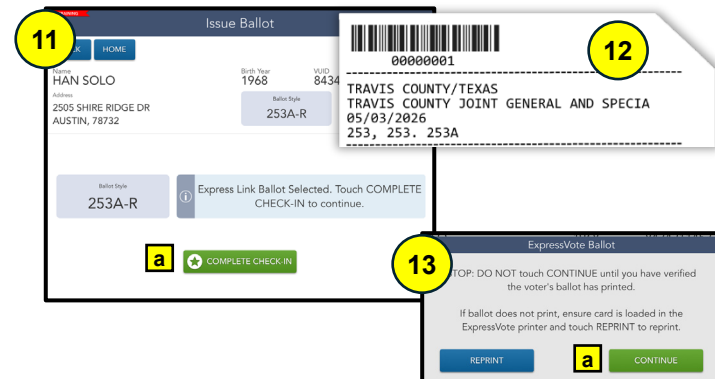 TRAINING
Issue Ballot
11
HOME
Name
HAN SOLO
Birth Year
1968
VUID
8434
Address
2505 SHIRE RIDGE DR
AUSTIN, 78732
Ballot Style
253A-R
Ballot Style
253A-R
Express Link Ballot Selected. Touch COMPLETE
CHECK-IN to continue.
a
COMPLETE CHECK-IN
12
00000001
TRAVIS COUNTY/TEXAS
TRAVIS COUNTY JOINT GENERAL AND SPECIA
05/03/2026
253, 253. 253A
13
ExpressVote Ballot
TOP: DO NOT touch CONTINUE until you have verified
the voter's ballot has printed.
If ballot does not print, ensure card is loaded in the
ExpressVote printer and touch REPRINT to reprint.
REPRINT
a
CONTINUE